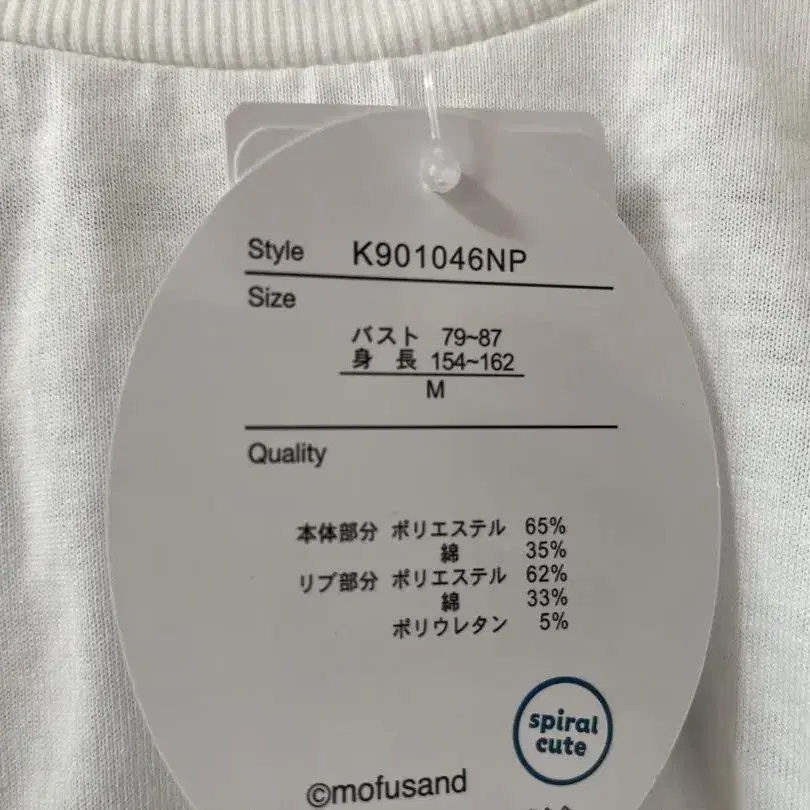 Style K901046NP
Size
バスト 79~87
身 長 154~162
M
Quality
本体部分 ポリエステル 65%
綿 35%
リブ部分 ポリエステル 62%
綿 33%
ポリウレタン 5%
spiral
cute
©mofusand